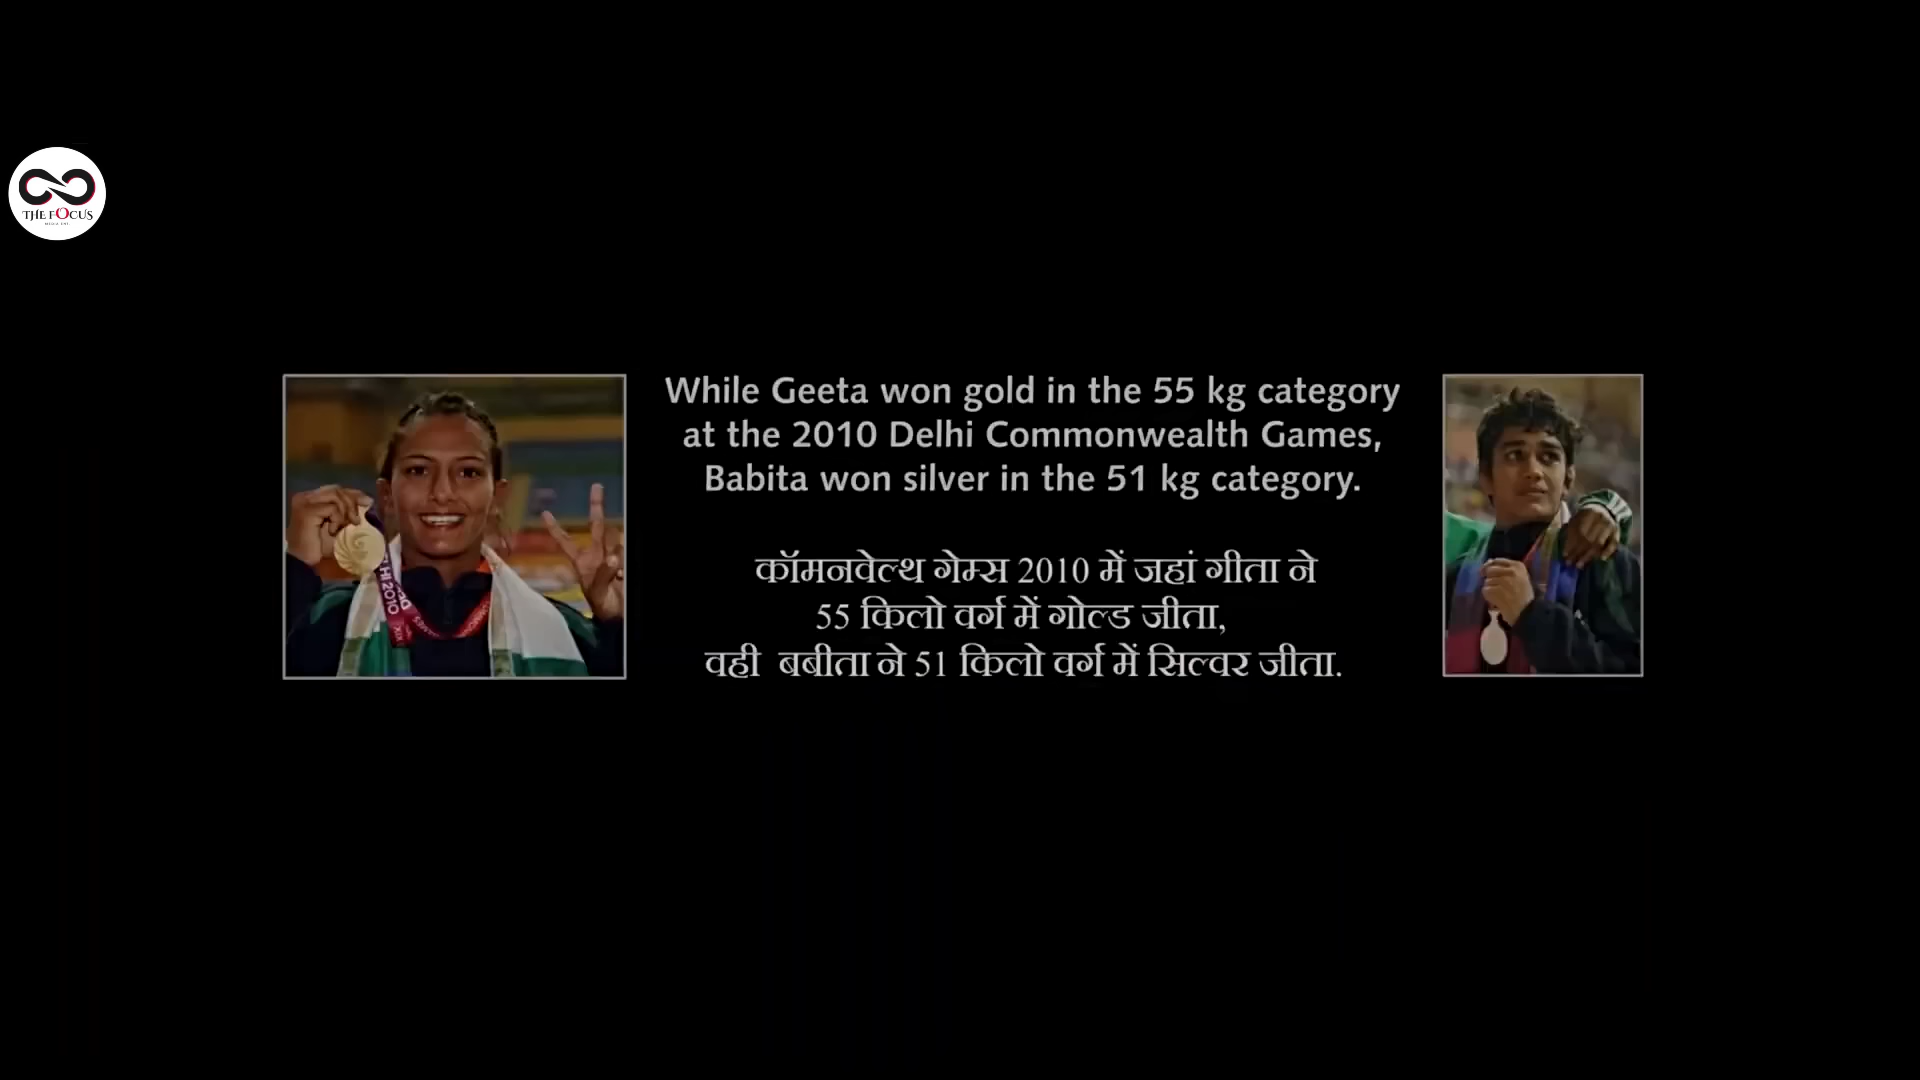 THE FOCUS
While Geeta won gold in the 55 kg category
at the 2010 Delhi Commonwealth Games,
Babita won silver in the 51 kg category.
कॉमनवेल्थ गेम्स 2010 में जहां गीता ने
55 किलो वर्ग में गोल्ड जीता,
वही बबीता ने 51 किलो वर्ग में सिल्वर जीता.